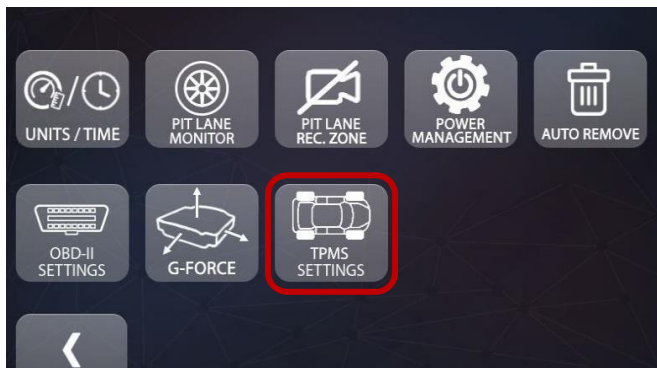 UNITS / TIME
PIT LANE
MONITOR
PIT LANE
REC. ZONE
POWER
MANAGEMENT
AUTO REMOVE
OBD-II
SETTINGS
G-FORCE
TPMS
SETTINGS